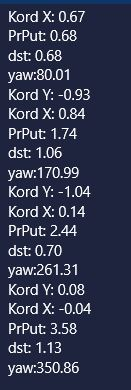 Kord X: 0.67
PrPut: 0.68
dst: 0.68
yaw:80.01
Kord Y: -0.93
Kord X: 0.84
PrPut: 1.74
dst: 1.06
yaw:170.99
Kord Y: -1.04
Kord X: 0.14
PrPut: 2.44
dst: 0.70
yaw:261.31
Kord Y: 0.08
Kord X: -0.04
PrPut: 3.58
dst: 1.13
yaw:350.86